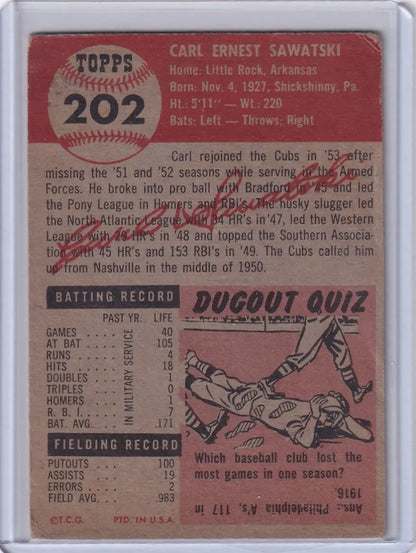 TOPPS
202
CARL ERNEST SAWATSKI
Home: Little Rock, Arkansas
Born: Nov. 4, 1927, Shickshinny, Pa.
Ht.: 5'11" — Wt.: 220
Bats: Left — Throws: Right
Carl rejoined the Cubs in '53 after
missing the '51 and '52 seasons while serving in the Armed
Forces. He broke into pro ball with Bradford in '45 and led
the Pony League in Homers and RBI's. The husky slugger led
the North Atlantic League with 34 HR's in '47, led the Western
League with 29 HR's in '48 and topped the Southern Associa-
tion with 45 HR's and 153 RBI's in '49. The Cubs called him
up from Nashville in the middle of 1950.
BATTING RECORD
PAST YR. LIFE
GAMES 40
AT BAT 105
RUNS 4
HITS 18
DOUBLES 1
TRIPLES 0
HOMERS 1
R. B. I. 7
BAT. AVG. .171
IN MILITARY SERVICE
FIELDING RECORD
PUTOUTS 100
ASSISTS 19
ERRORS 2
FIELD AVG. .983
©T.C.G. PTD. IN U.S.A.
DUGOUT QUIZ
Which baseball club lost the
most games in one season?
Ans.: Philadelphia A's, 117 in
1916.